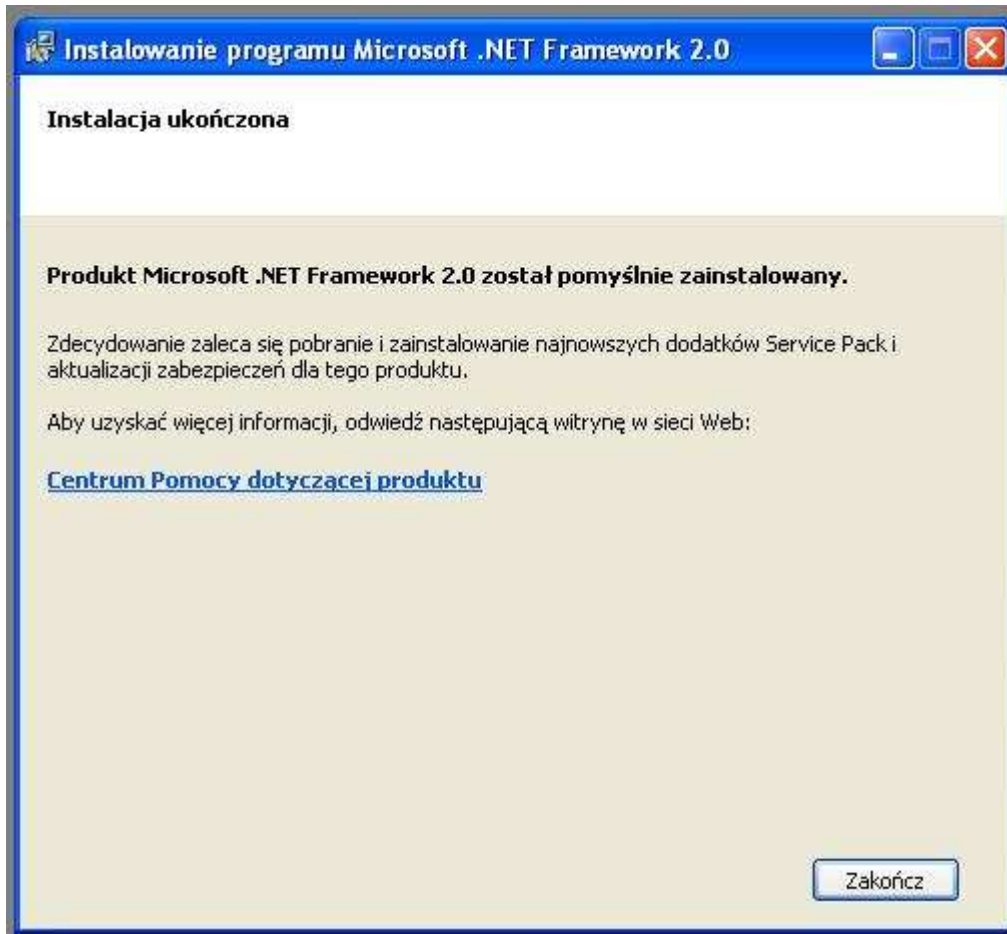 Instalowanie programu Microsoft .NET Framework 2.0
Instalacja ukończona
Produkt Microsoft .NET Framework 2.0 został pomyślnie zainstalowany.
Zdecydowanie zaleca się pobranie i zainstalowanie najnowszych dodatków Service Pack i
aktualizacji zabezpieczeń dla tego produktu.
Aby uzyskać więcej informacji, odwiedź następującą witrynę w sieci Web:
Centrum Pomocy dotyczącej produktu
Zakończ